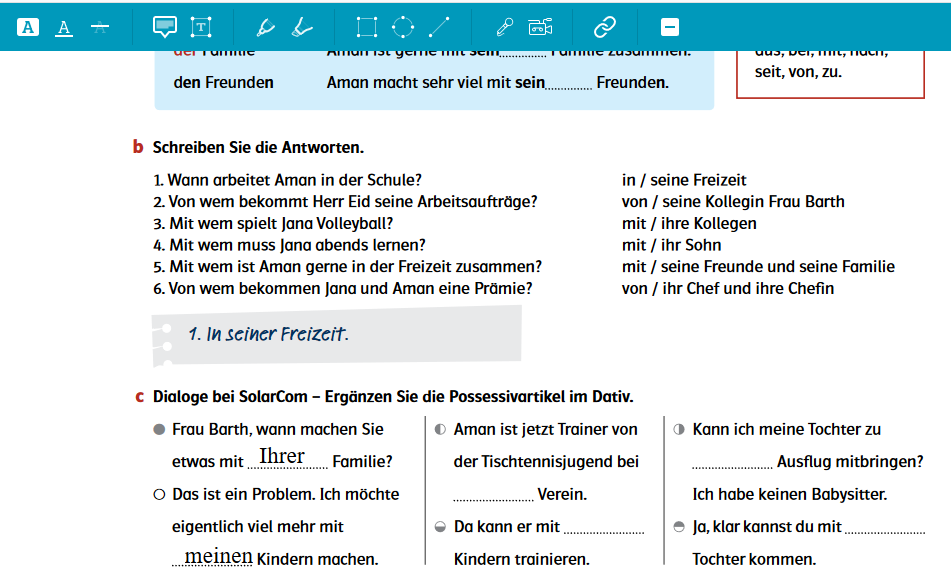 A A A T
der Familie Aman ist gerne mit sein............ Familie zusammen.
den Freunden Aman macht sehr viel mit sein............ Freunden.
aus, bei, mit, nach,
seit, von, zu.
b Schreiben Sie die Antworten.
1. Wann arbeitet Aman in der Schule? in / seine Freizeit
2. Von wem bekommt Herr Eid seine Arbeitsaufträge? von / seine Kollegin Frau Barth
3. Mit wem spielt Jana Volleyball? mit / ihre Kollegen
4. Mit wem muss Jana abends lernen? mit / ihr Sohn
5. Mit wem ist Aman gerne in der Freizeit zusammen? mit / seine Freunde und seine Familie
6. Von wem bekommen Jana und Aman eine Prämie? von / ihr Chef und ihre Chefin
1. In seiner Freizeit.
c Dialoge bei SolarCom – Ergänzen Sie die Possessivartikel im Dativ.
Frau Barth, wann machen Sie
etwas mit Ihrer Familie?
Das ist ein Problem. Ich möchte
eigentlich viel mehr mit
meinen Kindern machen.
Aman ist jetzt Trainer von
der Tischtennisjugend bei
.................... Verein.
Da kann er mit ....................
Kindern trainieren.
Kann ich meine Tochter zu
.................... Ausflug mitbringen?
Ich habe keinen Babysitter.
Ja, klar kannst du mit ....................
Tochter kommen.